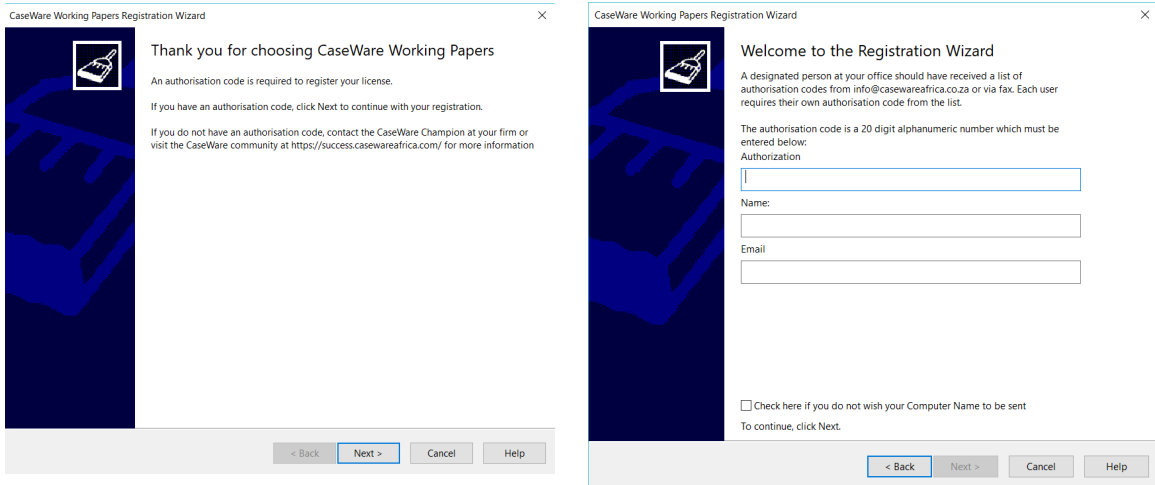 CaseWare Working Papers Registration Wizard
Thank you for choosing CaseWare Working Papers
An authorisation code is required to register your license.
If you have an authorisation code, click Next to continue with your registration.
If you do not have an authorisation code, contact the CaseWare Champion at your firm or
visit the CaseWare community at https://success.casewareafrica.com/ for more information
< Back
Next >
Cancel
Help
CaseWare Working Papers Registration Wizard
Welcome to the Registration Wizard
A designated person at your office should have received a list of
authorisation codes from info@casewareafrica.co.za or via fax. Each user
requires their own authorisation code from the list.
The authorisation code is a 20 digit alphanumeric number which must be
entered below:
Authorization
Name:
Email
Check here if you do not wish your Computer Name to be sent
To continue, click Next.
< Back
Next >
Cancel
Help